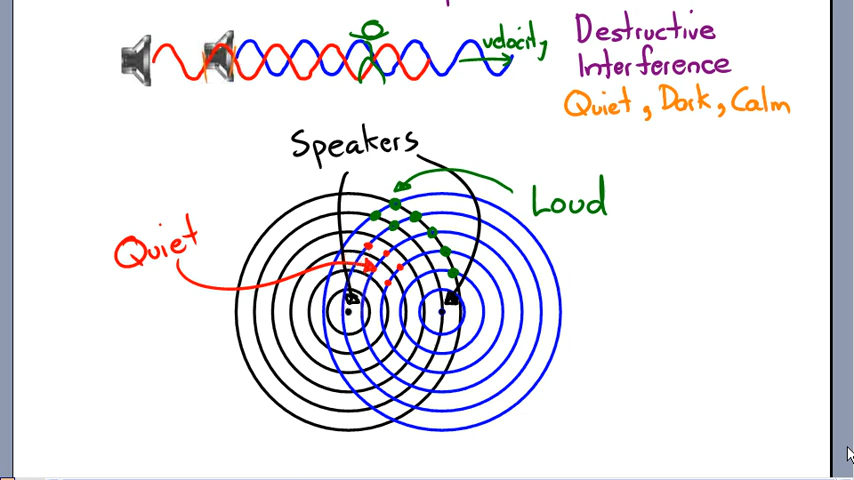 velocity
Destructive
Interference
Quiet, Dark, Calm
Speakers
Loud
Quiet